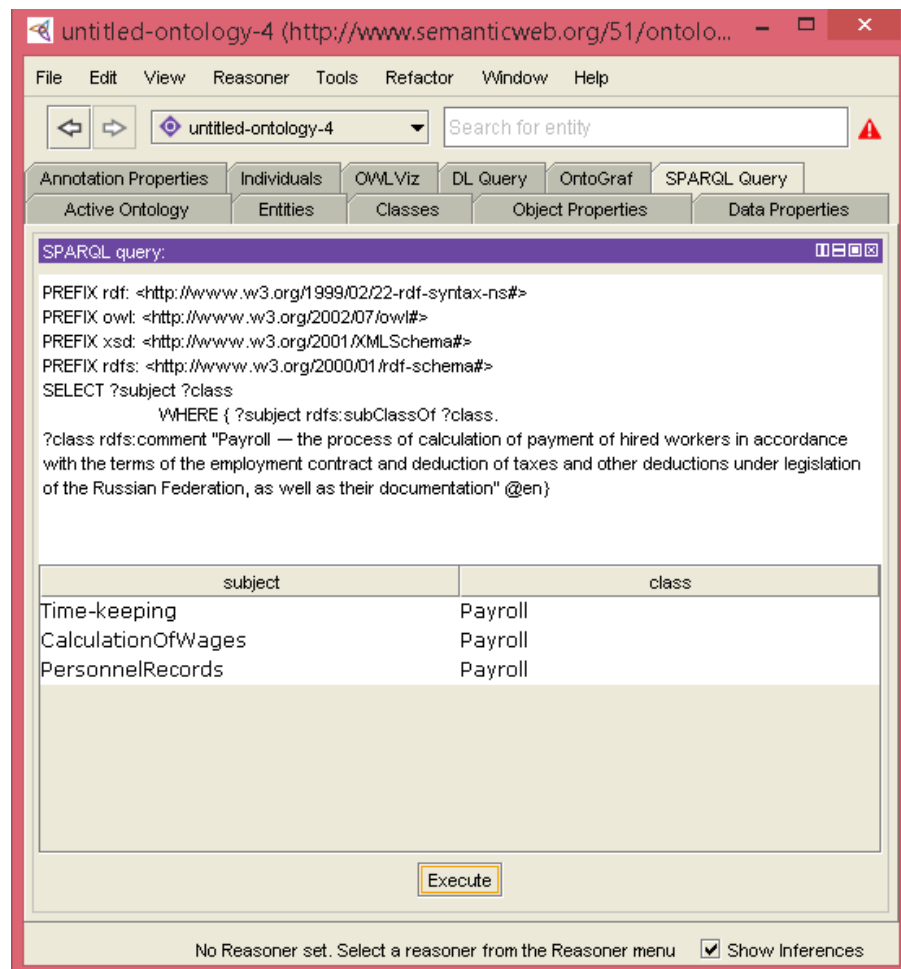 untitled-ontology-4 (http://www.semanticweb.org/51/ontolo...
File Edit View Reasoner Tools Refactor Window Help
untitled-ontology-4 Search for entity
Annotation Properties Individuals OWLViz DL Query OntoGraf SPARQL Query
Active Ontology Entities Classes Object Properties Data Properties
SPARQL query:
PREFIX rdf: <http://www.w3.org/1999/02/22-rdf-syntax-ns#>
PREFIX owl: <http://www.w3.org/2002/07/owl#>
PREFIX xsd: <http://www.w3.org/2001/XMLSchema#>
PREFIX rdfs: <http://www.w3.org/2000/01/rdf-schema#>
SELECT ?subject ?class
WHERE { ?subject rdfs:subClassOf ?class.
?class rdfs:comment "Payroll — the process of calculation of payment of hired workers in accordance
with the terms of the employment contract and deduction of taxes and other deductions under legislation
of the Russian Federation, as well as their documentation" @en}
subject class
Time-keeping Payroll
CalculationOfWages Payroll
PersonnelRecords Payroll
Execute
No Reasoner set. Select a reasoner from the Reasoner menu Show Inferences